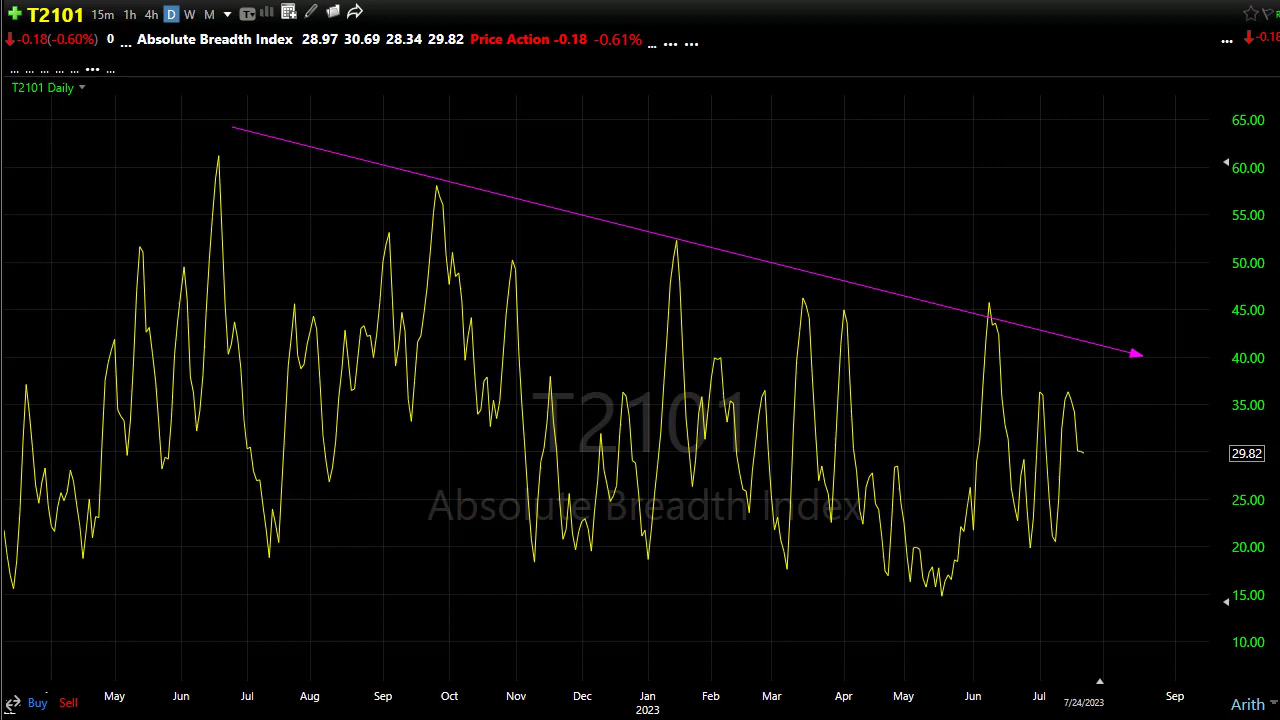 T2101 15m 1h 4h D W M
-0.18(-0.60%) 0 ... Absolute Breadth Index 28.97 30.69 28.34 29.82 Price Action -0.18 -0.61% ... ... ... ... -0.18
... ... ... ... ... ... ...
T2101 Daily
65.00
60.00
55.00
50.00
45.00
40.00
35.00
29.82
25.00
20.00
15.00
10.00
T2101
Absolute Breadth Index
May Jun Jul Aug Sep Oct Nov Dec Jan Feb Mar Apr May Jun Jul Sep
Buy Sell 2023 7/24/2023 Arith